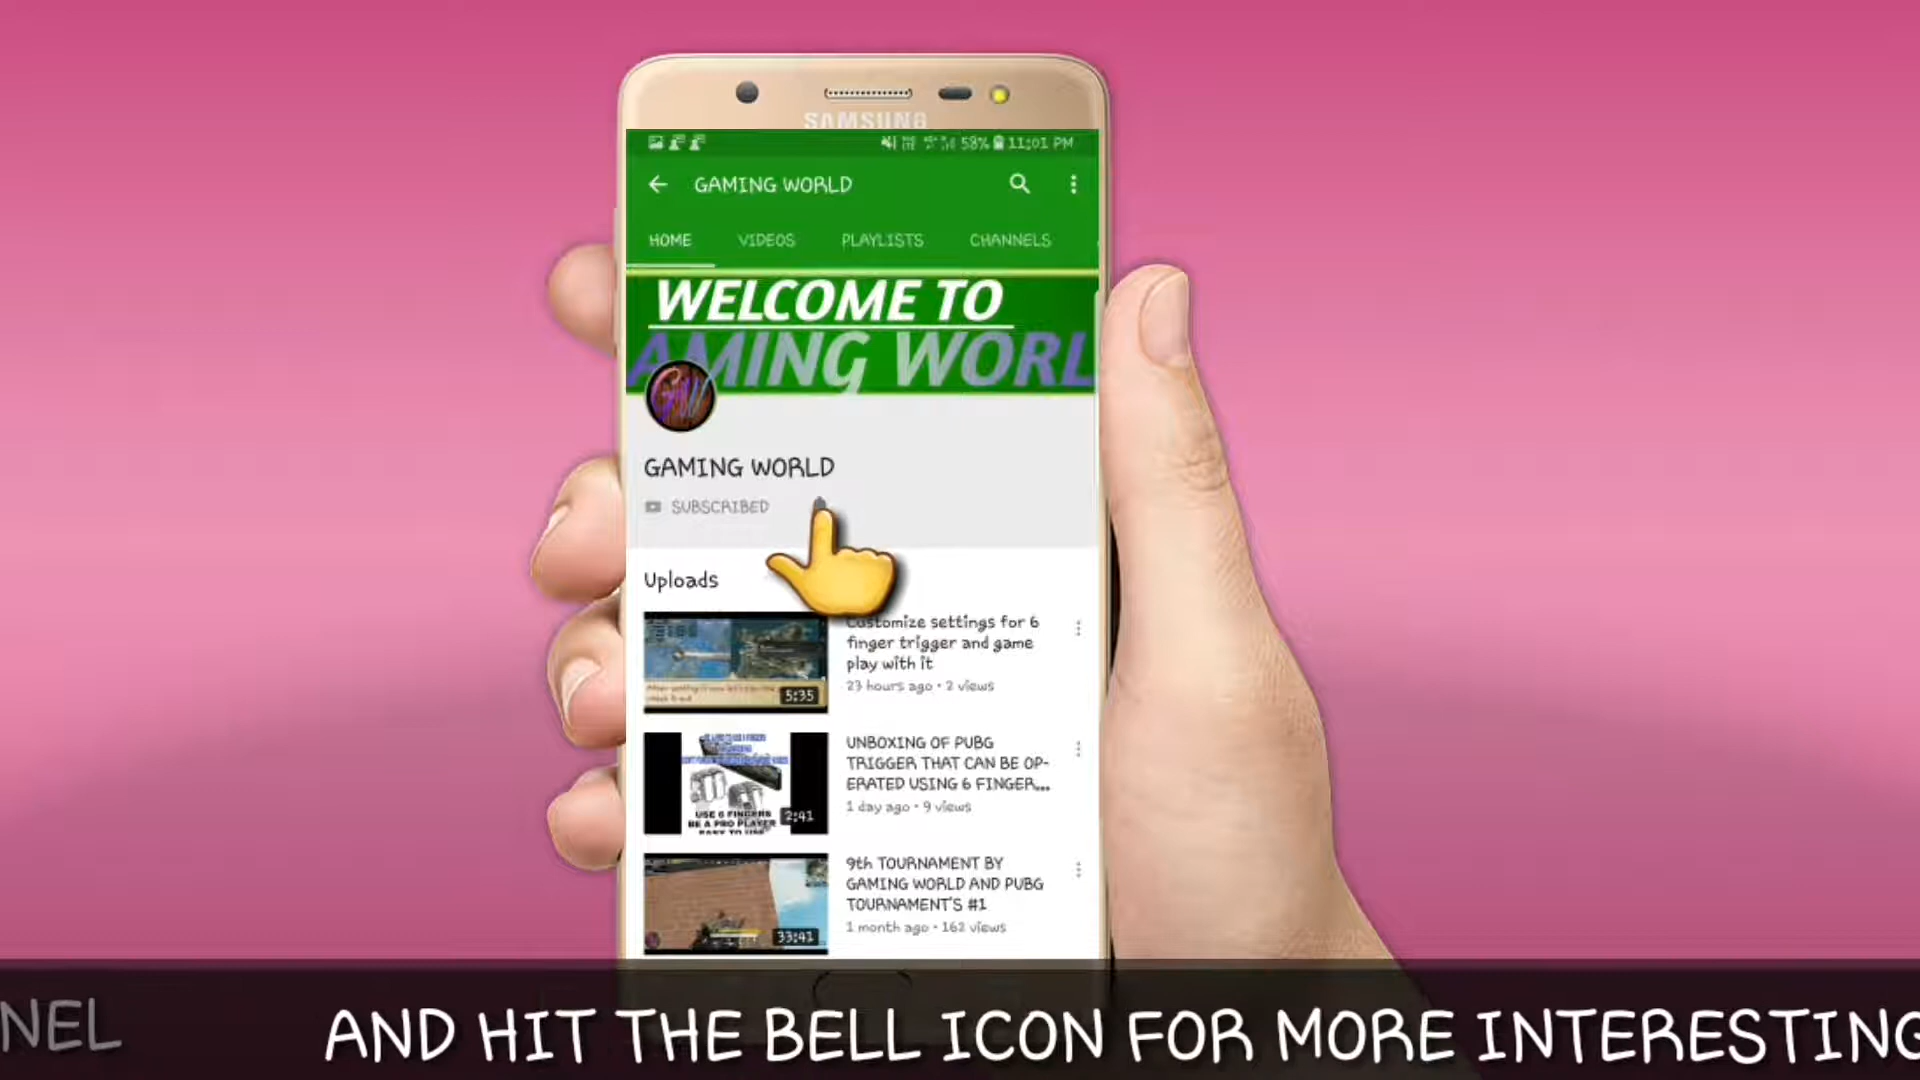 SAMSUNG
58% 11:01 PM
GAMING WORLD
HOME VIDEOS PLAYLISTS CHANNELS
WELCOME TO
AMING WORL
GW
GAMING WORLD
SUBSCRIBED
Uploads
Customize settings for 6
finger trigger and game
play with it
23 hours ago • 2 views
5:35
UNBOXING OF PUBG
TRIGGER THAT CAN BE OP-
ERATED USING 6 FINGER...
1 day ago • 9 views
USE 6 FINGERS
BE A PRO PLAYER
EASY TO USE
2:41
9th TOURNAMENT BY
GAMING WORLD AND PUBG
TOURNAMENT'S #1
1 month ago • 162 views
33:41
NEL AND HIT THE BELL ICON FOR MORE INTERESTING